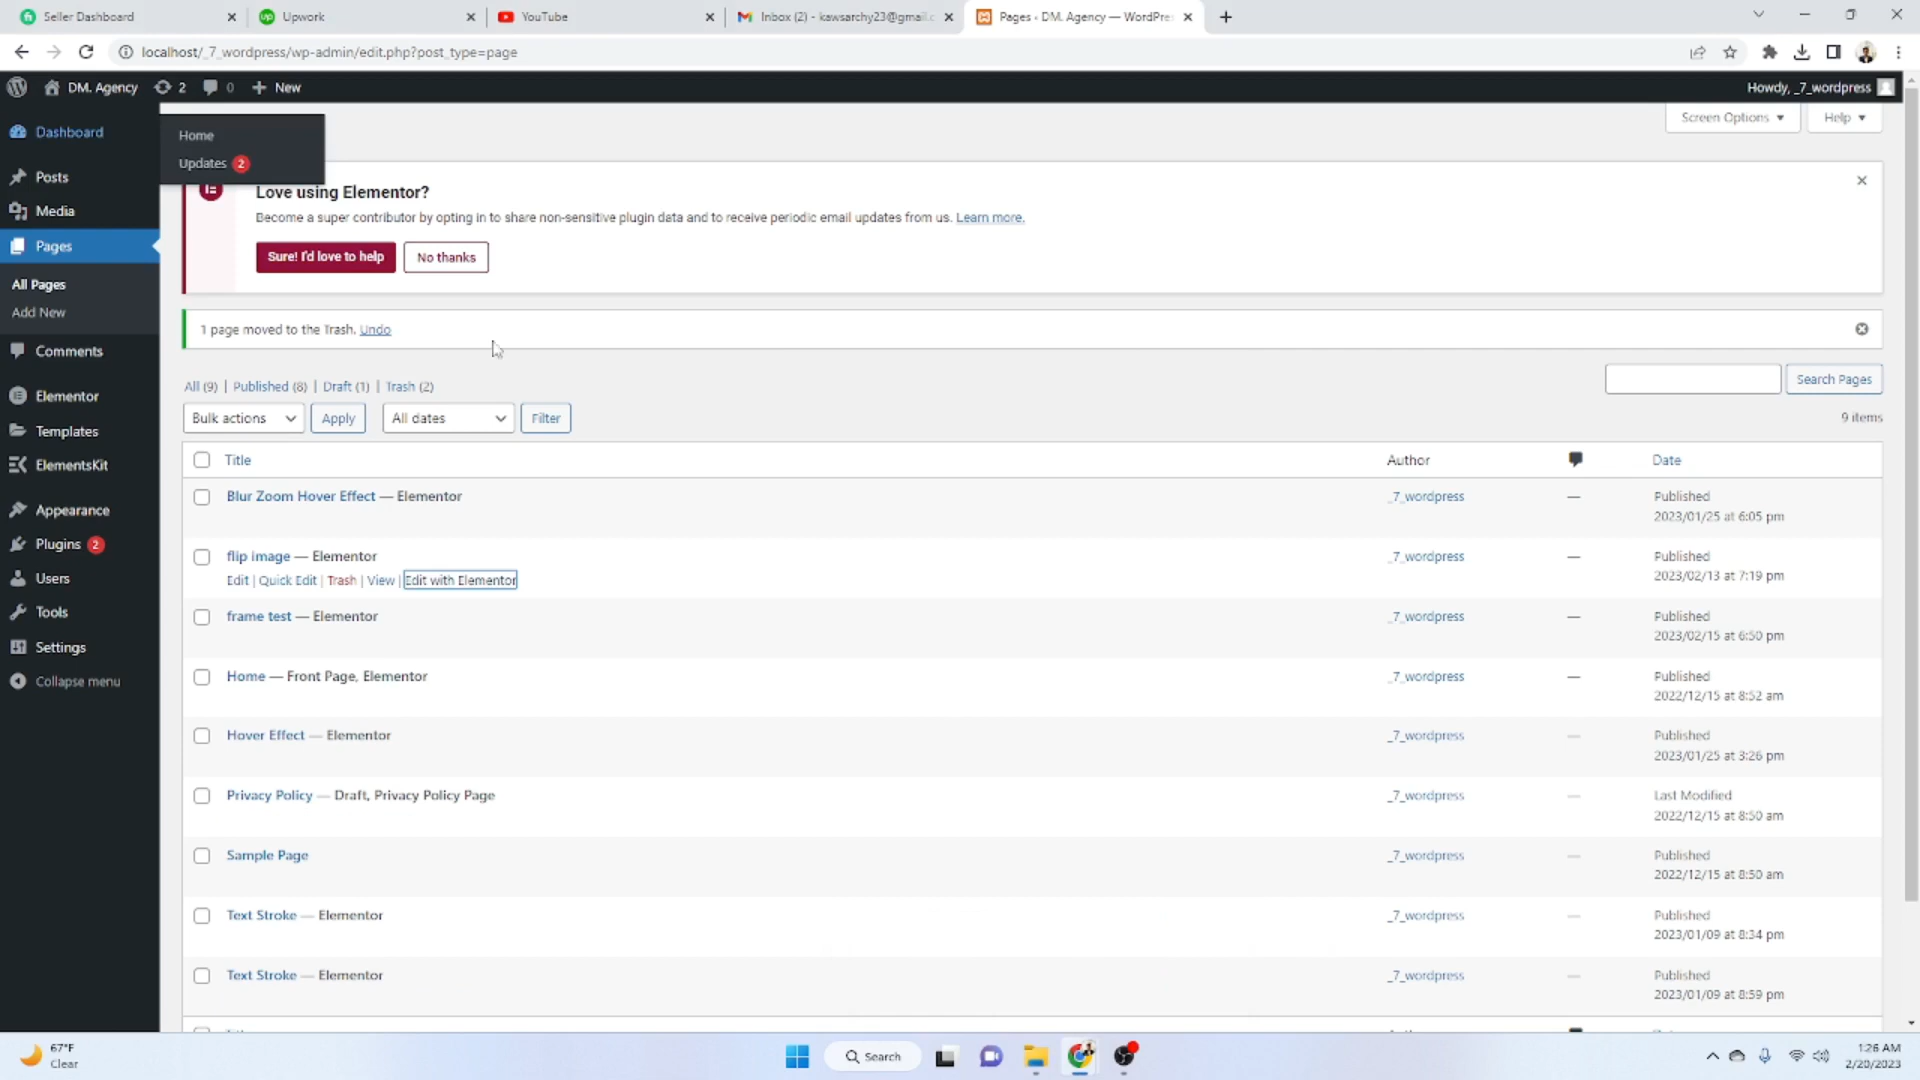 Seller Dashboard
Upwork
YouTube
Inbox (2) - kawsarchy23@gmail.c
Pages ‹ DM. Agency — WordPre
localhost/_7_wordpress/wp-admin/edit.php?post_type=page
DM. Agency 2 0 + New
Howdy, _7_wordpress
Dashboard
Home
Updates 2
Posts
Media
Pages
All Pages
Add New
Comments
Elementor
Templates
ElementsKit
Appearance
Plugins 2
Users
Tools
Settings
Collapse menu
Screen Options
Help
Love using Elementor?
Become a super contributor by opting in to share non-sensitive plugin data and to receive periodic email updates from us. Learn more.
Sure! I'd love to help
No thanks
1 page moved to the Trash. Undo
All (9) | Published (8) | Draft (1) | Trash (2)
Search Pages
Bulk actions Apply All dates Filter
9 items
Title Author Date
Blur Zoom Hover Effect — Elementor _7_wordpress — Published
2023/01/25 at 6:05 pm
flip image — Elementor _7_wordpress — Published
Edit | Quick Edit | Trash | View | Edit with Elementor 2023/02/13 at 7:19 pm
frame test — Elementor _7_wordpress — Published
2023/02/15 at 6:50 pm
Home — Front Page, Elementor _7_wordpress — Published
2022/12/15 at 8:52 am
Hover Effect — Elementor _7_wordpress — Published
2023/01/25 at 3:26 pm
Privacy Policy — Draft, Privacy Policy Page _7_wordpress — Last Modified
2022/12/15 at 8:50 am
Sample Page _7_wordpress — Published
2022/12/15 at 8:50 am
Text Stroke — Elementor _7_wordpress — Published
2023/01/09 at 8:34 pm
Text Stroke — Elementor _7_wordpress — Published
2023/01/09 at 8:59 pm
67°F
Clear
Search
1:26 AM
2/20/2023